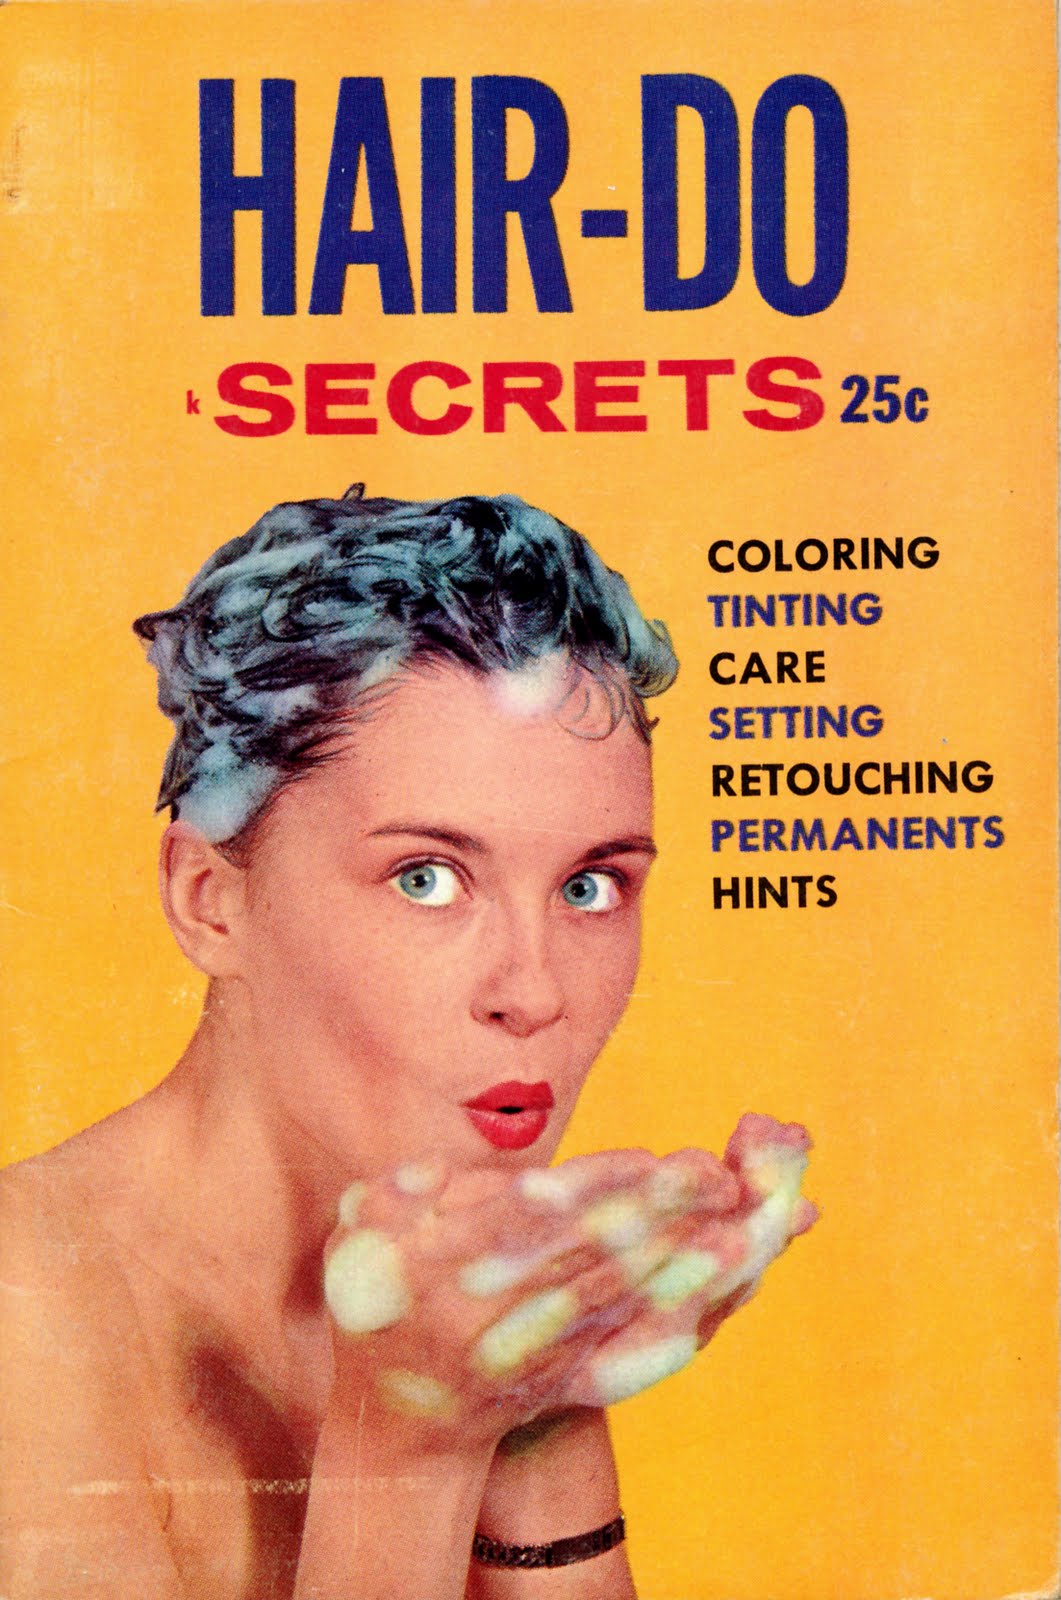 HAIR-DO
k SECRETS 25c
COLORING
TINTING
CARE
SETTING
RETOUCHING
PERMANENTS
HINTS